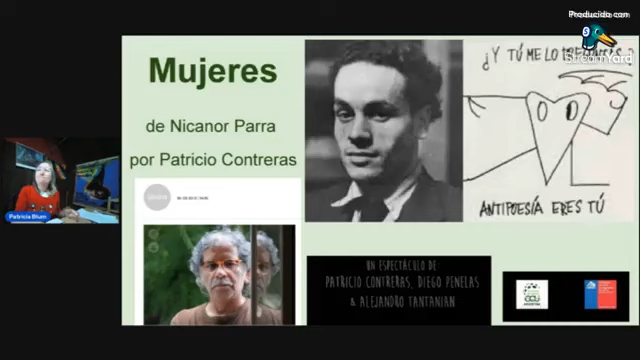 Producido con
StreamYard
Mujeres
de Nicanor Parra
por Patricio Contreras
¿Y TÚ ME LO
ANTIPOESÍA ERES TÚ
Patricia Blum
UN ESPECTÁCULO DE
PATRICIO CONTRERAS, DIEGO PENELAS
& ALEJANDRO TANTANIAN